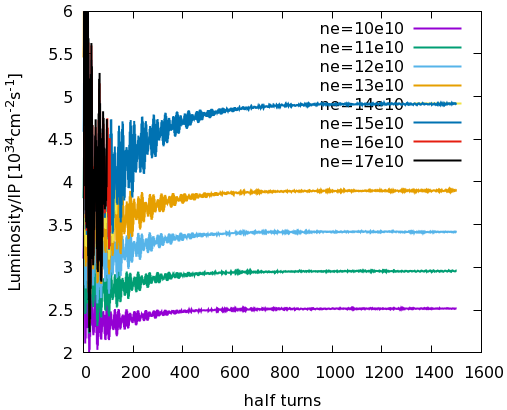 Luminosity/IP [10³⁴cm⁻²s⁻¹]
6
5.5
5
4.5
4
3.5
3
2.5
2
ne=10e10
ne=11e10
ne=12e10
ne=13e10
ne=14e10
ne=15e10
ne=16e10
ne=17e10
0 200 400 600 800 1000 1200 1400 1600
half turns